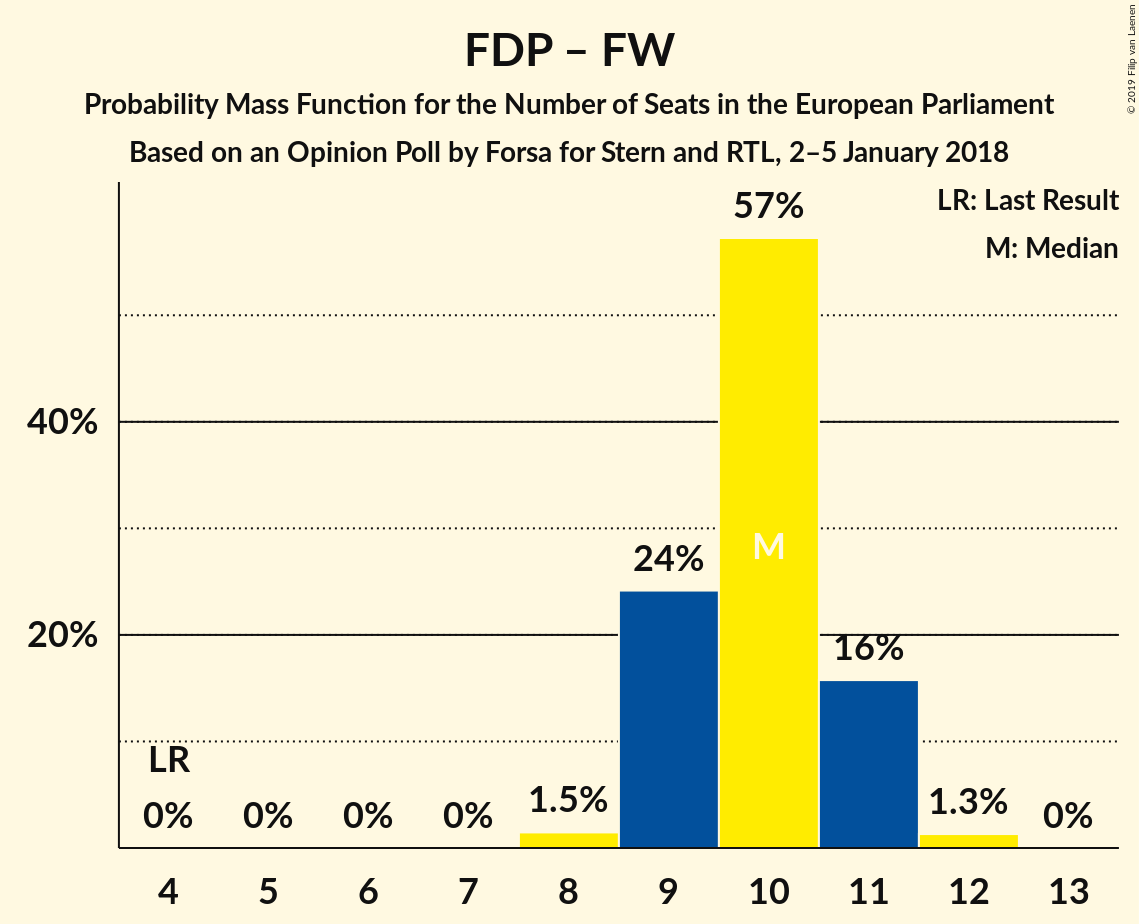 FDP – FW
Probability Mass Function for the Number of Seats in the European Parliament
Based on an Opinion Poll by Forsa for Stern and RTL, 2–5 January 2018
© 2019 Filip van Laenen
LR: Last Result
M: Median
57%
40%
M
24%
20%
16%
LR
0%
0%
0%
0%
1.5%
1.3%
0%
4
5
6
7
8
9
10
11
12
13